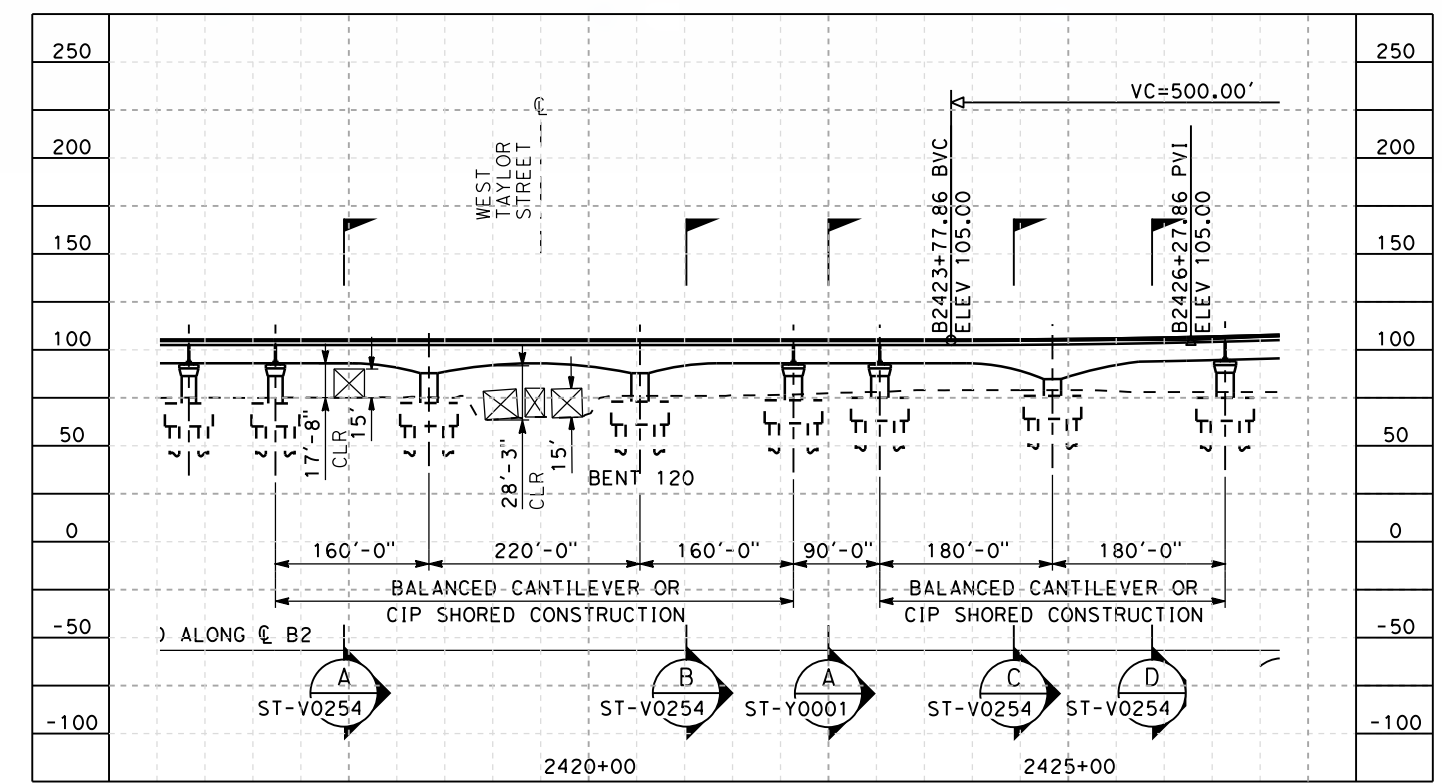 250
250
VC=500.00'
℄
200
200
WEST
TAYLOR
STREET
B2423+77.86 BVC
ELEV 105.00
B2426+27.86 PVI
ELEV 105.00
150
150
100
100
17'-8"
CLR
15'
28'-3"
CLR
15'
50
50
BENT 120
0
0
160'-0"
220'-0"
160'-0"
90'-0"
180'-0"
180'-0"
BALANCED CANTILEVER OR
CIP SHORED CONSTRUCTION
BALANCED CANTILEVER OR
CIP SHORED CONSTRUCTION
-50
-50
) ALONG ℄ B2
A
ST-V0254
B
ST-V0254
A
ST-Y0001
C
ST-V0254
D
ST-V0254
-100
-100
2420+00
2425+00